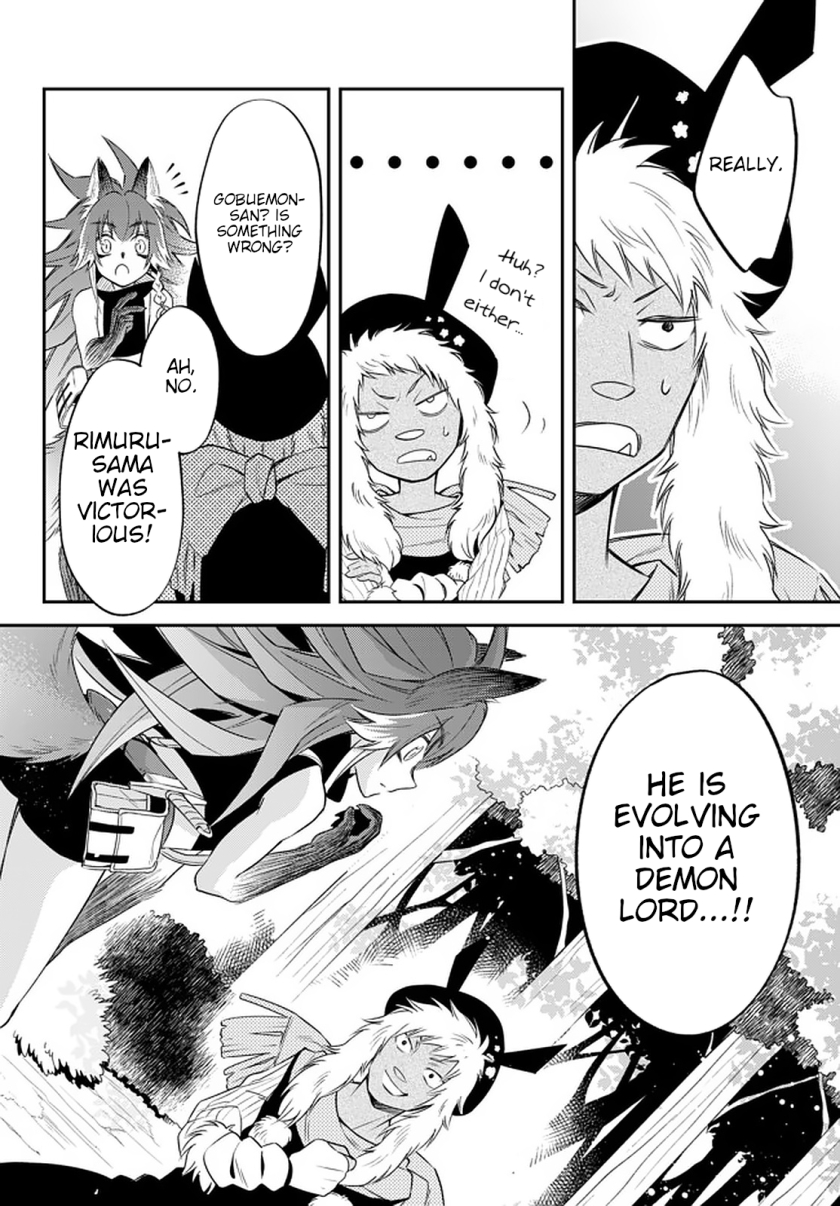 REALLY.
......
Huh?
I don't
either...
GOBUEMON-
SAN? IS
SOMETHING
WRONG?
AH,
NO.
RIMURU-
SAMA
WAS
VICTOR-
IOUS!
HE IS
EVOLVING
INTO A
DEMON
LORD...!!